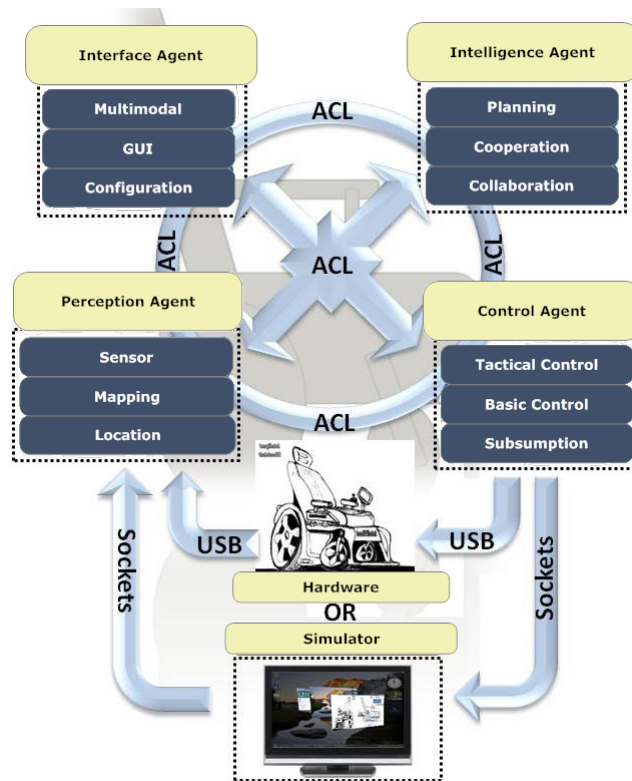 Interface Agent
Multimodal
GUI
Configuration
Intelligence Agent
Planning
Cooperation
Collaboration
ACL
ACL
ACL
ACL
ACL
Perception Agent
Sensor
Mapping
Location
Control Agent
Tactical Control
Basic Control
Subsumption
USB
USB
Sockets
Sockets
Hardware
OR
Simulator